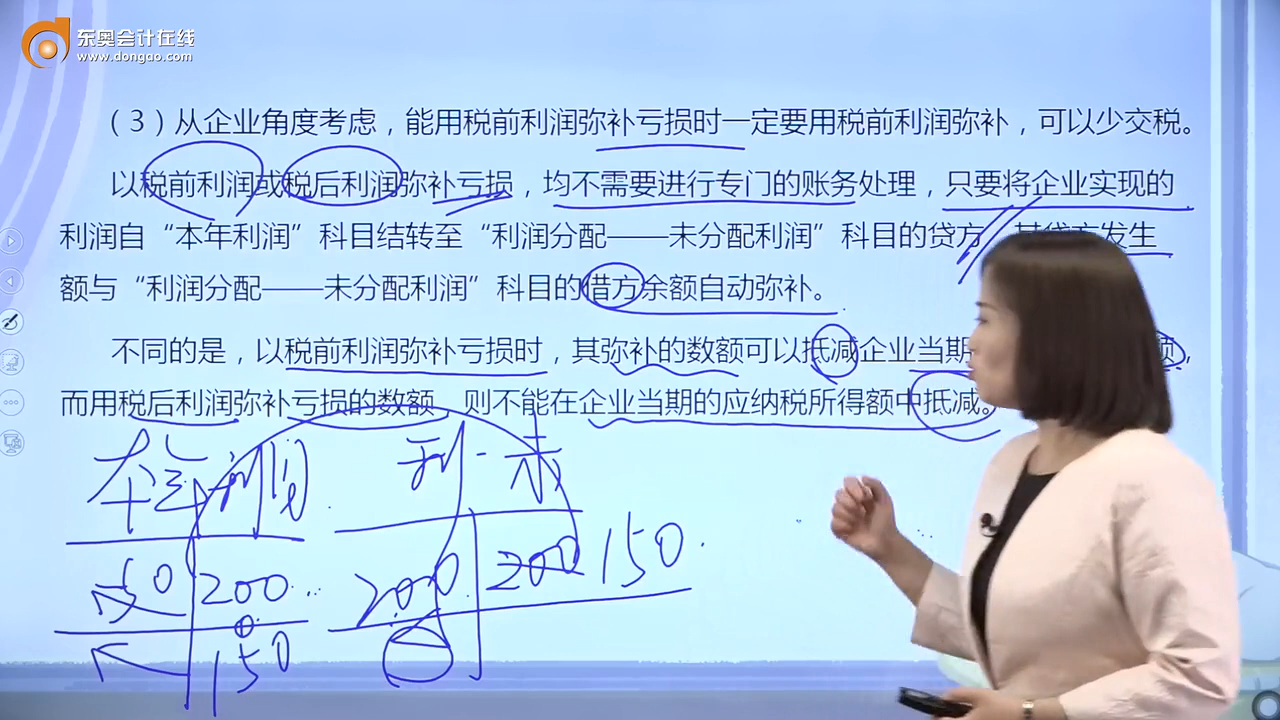 东奥会计在线
www.dongao.com
（3）从企业角度考虑，能用税前利润弥补亏损时一定要用税前利润弥补，可以少交税。
以税前利润或税后利润弥补亏损，均不需要进行专门的账务处理，只要将企业实现的
利润自“本年利润”科目结转至“利润分配——未分配利润”科目的贷方，其贷方发生
额与“利润分配——未分配利润”科目的借方余额自动弥补。
不同的是，以税前利润弥补亏损时，其弥补的数额可以抵减企业当期
而用税后利润弥补亏损的数额，则不能在企业当期的应纳税所得额中抵减。
本年利润 利-未
50 200 200 200 150
150